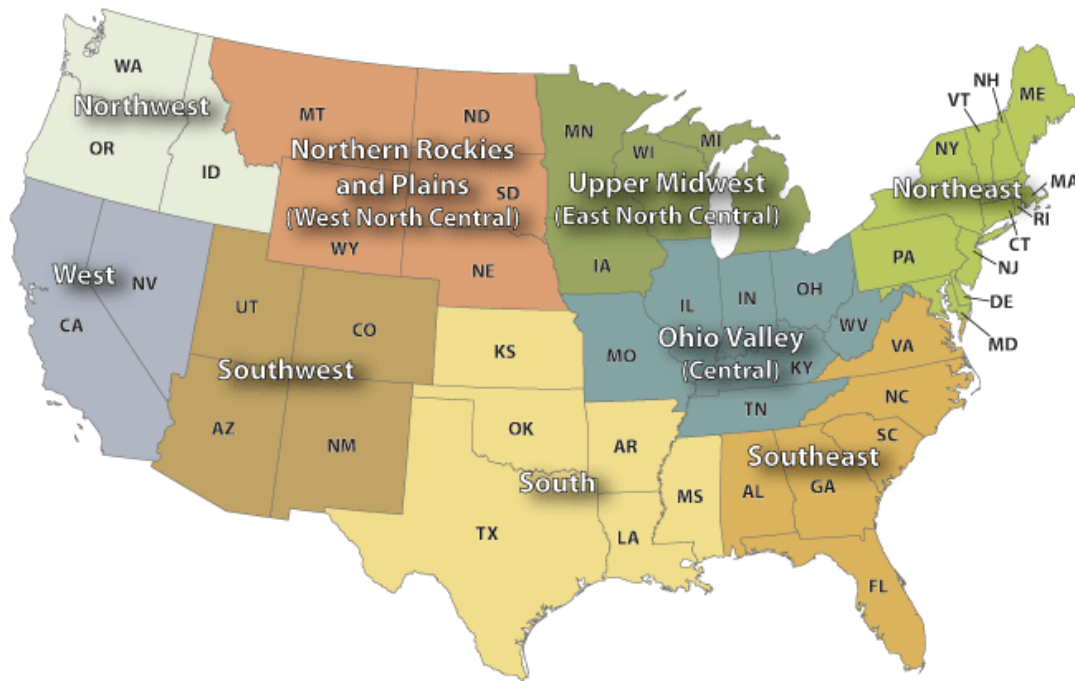 WA
Northwest
OR
ID
MT
ND
Northern Rockies
and Plains
(West North Central)
SD
WY
NE
MN
WI
MI
Upper Midwest
(East North Central)
IA
NH
VT
ME
NY
Northeast
MA
RI
CT
NJ
PA
DE
MD
West
NV
CA
UT
CO
Southwest
AZ
NM
KS
OK
AR
South
TX
LA
MS
IL
IN
OH
WV
Ohio Valley
(Central)
MO
KY
TN
VA
NC
SC
Southeast
AL
GA
FL